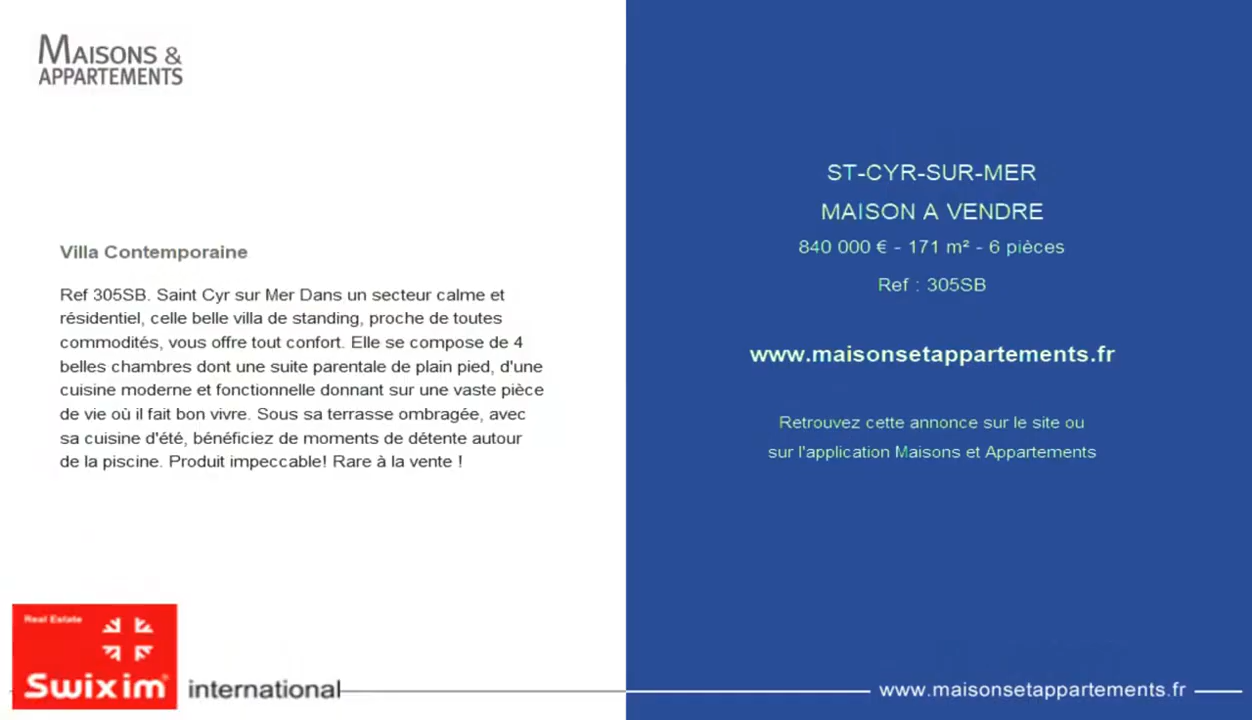 MAISONS &
APPARTEMENTS
Villa Contemporaine
Ref 305SB. Saint Cyr sur Mer Dans un secteur calme et
résidentiel, celle belle villa de standing, proche de toutes
commodités, vous offre tout confort. Elle se compose de 4
belles chambres dont une suite parentale de plain pied, d'une
cuisine moderne et fonctionnelle donnant sur une vaste pièce
de vie où il fait bon vivre. Sous sa terrasse ombragée, avec
sa cuisine d'été, bénéficiez de moments de détente autour
de la piscine. Produit impeccable! Rare à la vente !
ST-CYR-SUR-MER
MAISON A VENDRE
840 000 € - 171 m² - 6 pièces
Ref : 305SB
www.maisonsetappartements.fr
Retrouvez cette annonce sur le site ou
sur l'application Maisons et Appartements
Real Estate
Swixim®
international
www.maisonsetappartements.fr